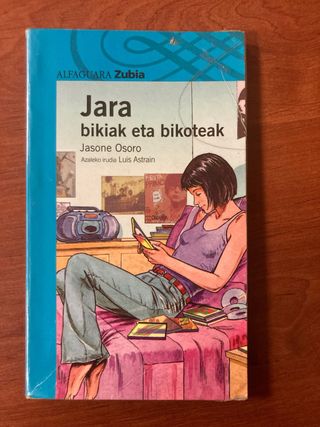 ALFAGUARA Zubia
Jara
bikiak eta bikoteak
Jasone Osoro
Azaleko irudia Luis Astrain